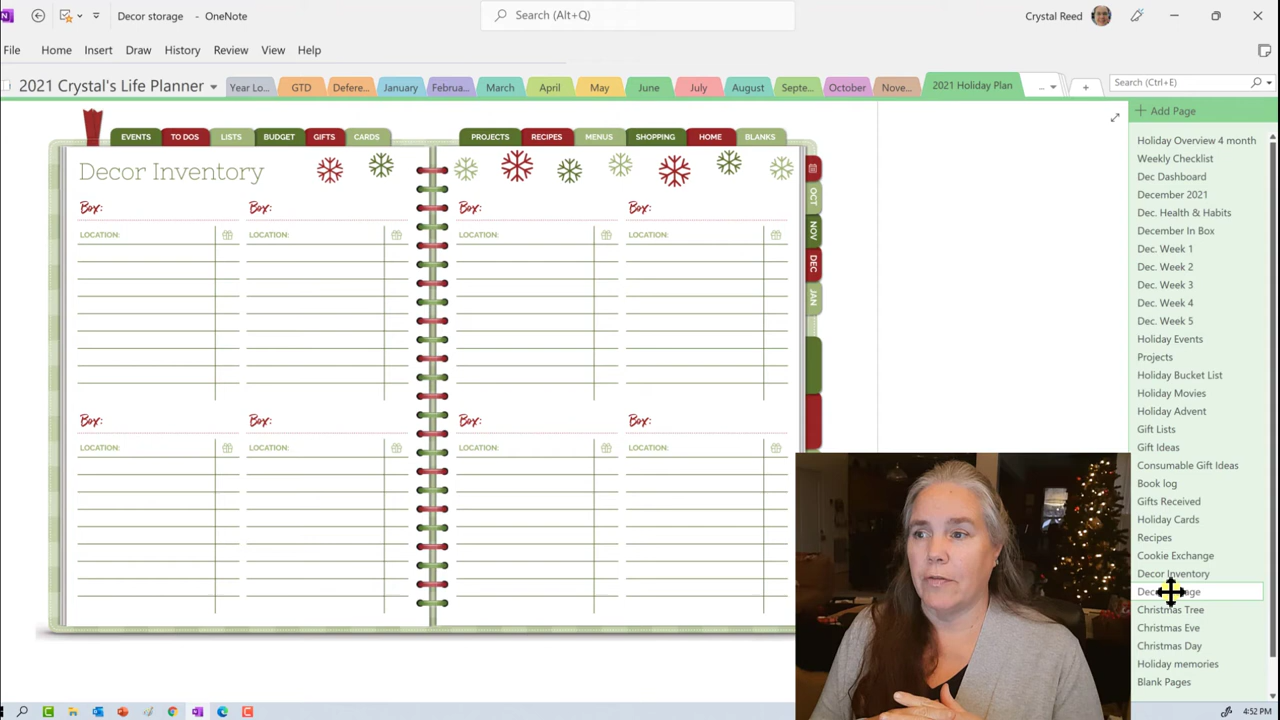 Decor storage - OneNote
Search (Alt+Q)
Crystal Reed
File Home Insert Draw History Review View Help
2021 Crystal's Life Planner
Year Lo... GTD Defere... January Februa... March April May June July August Septe... October Nove... 2021 Holiday Plan ... +
Search (Ctrl+E)
Add Page
EVENTS TO DOS LISTS BUDGET GIFTS CARDS
PROJECTS RECIPES MENUS SHOPPING HOME BLANKS
Decor Inventory
OCT
NOV
DEC
JAN
Box: Box: Box: Box:
LOCATION: LOCATION: LOCATION: LOCATION:
Box: Box: Box: Box:
LOCATION: LOCATION: LOCATION: LOCATION:
Holiday Overview 4 month
Weekly Checklist
Dec Dashboard
December 2021
Dec. Health & Habits
December In Box
Dec. Week 1
Dec. Week 2
Dec. Week 3
Dec. Week 4
Dec. Week 5
Holiday Events
Projects
Holiday Bucket List
Holiday Movies
Holiday Advent
Gift Lists
Gift Ideas
Consumable Gift Ideas
Book log
Gifts Received
Holiday Cards
Recipes
Cookie Exchange
Decor Inventory
Christmas Tree
Christmas Eve
Christmas Day
Holiday memories
Blank Pages
4:52 PM